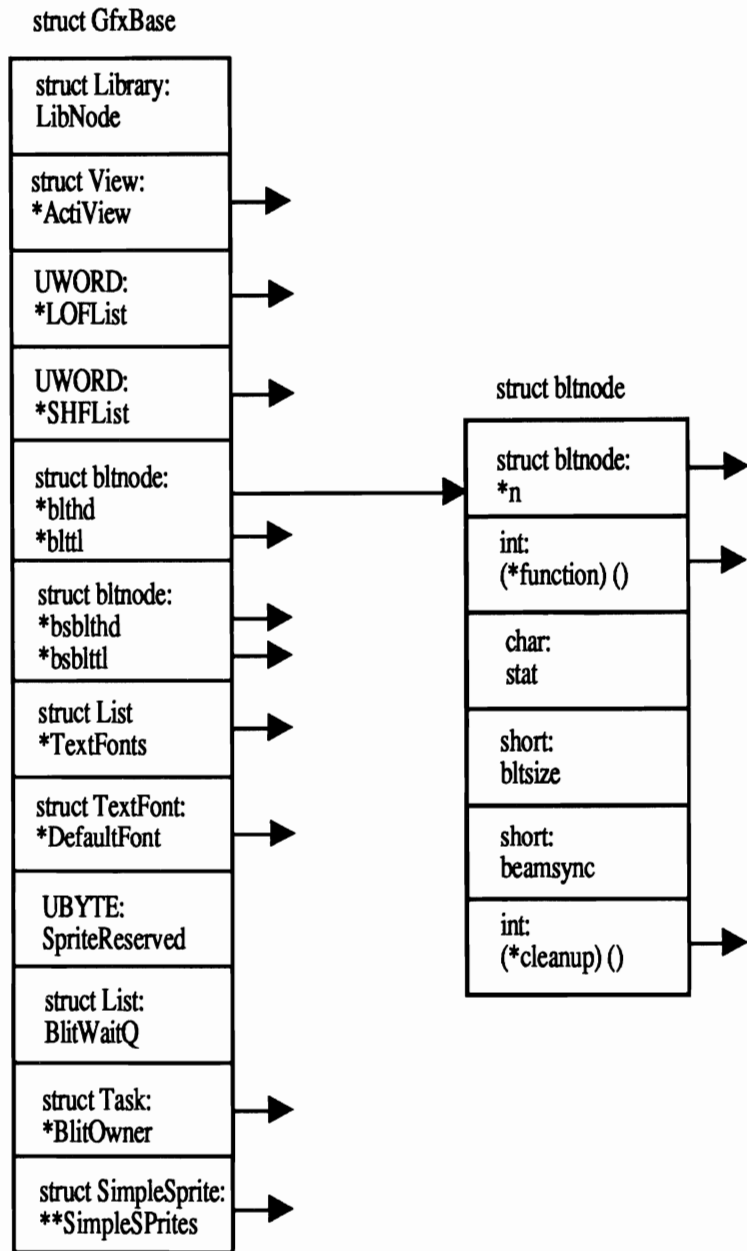 struct GfxBase
struct Library:
LibNode
struct View:
*ActiView
UWORD:
*LOFList
UWORD:
*SHFList
struct bltnode:
*blthd
*blttl
struct bltnode:
*bsblthd
*bsblttl
struct List
*TextFonts
struct TextFont:
*DefaultFont
UBYTE:
SpriteReserved
struct List:
BlitWaitQ
struct Task:
*BlitOwner
struct SimpleSprite:
**SimpleSPrites
struct bltnode
struct bltnode:
*n
int:
(*function) ()
char:
stat
short:
bltsize
short:
beamsync
int:
(*cleanup) ()